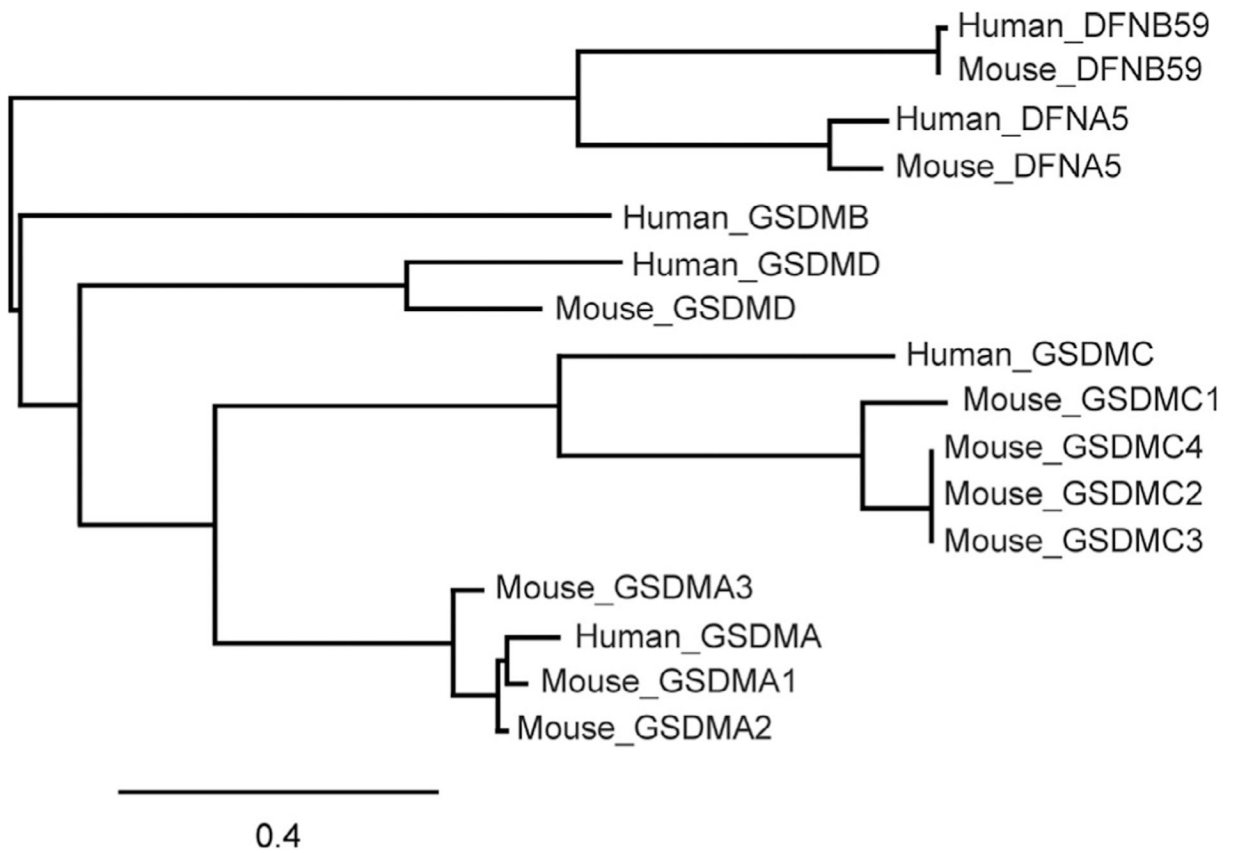 Human_DFNB59
Mouse_DFNB59
Human_DFNA5
Mouse_DFNA5
Human_GSDMB
Human_GSDMD
Mouse_GSDMD
Human_GSDMC
Mouse_GSDMC1
Mouse_GSDMC4
Mouse_GSDMC2
Mouse_GSDMC3
Mouse_GSDMA3
Human_GSDMA
Mouse_GSDMA1
Mouse_GSDMA2
0.4